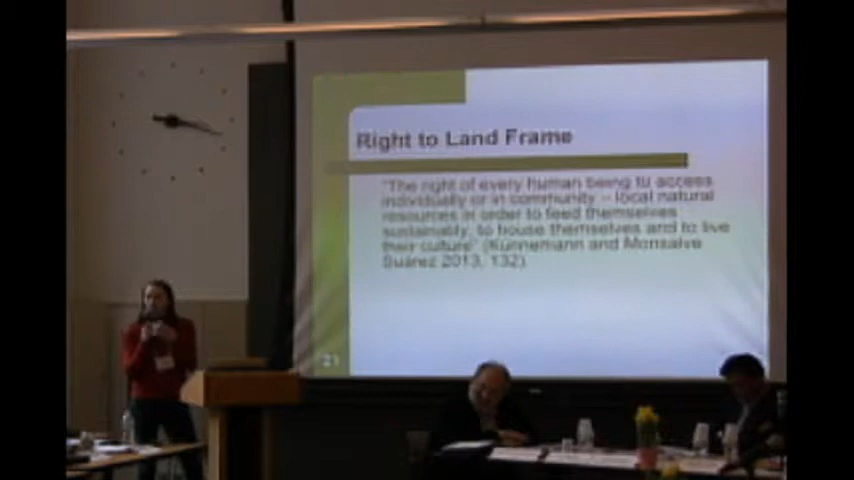 Right to Land Frame
"The right of every human being to access
individually or in community – local natural
resources in order to feed themselves
sustainably, to house themselves and to live
their culture" (Künnemann and Monsalve
Suárez 2013, 132).
21